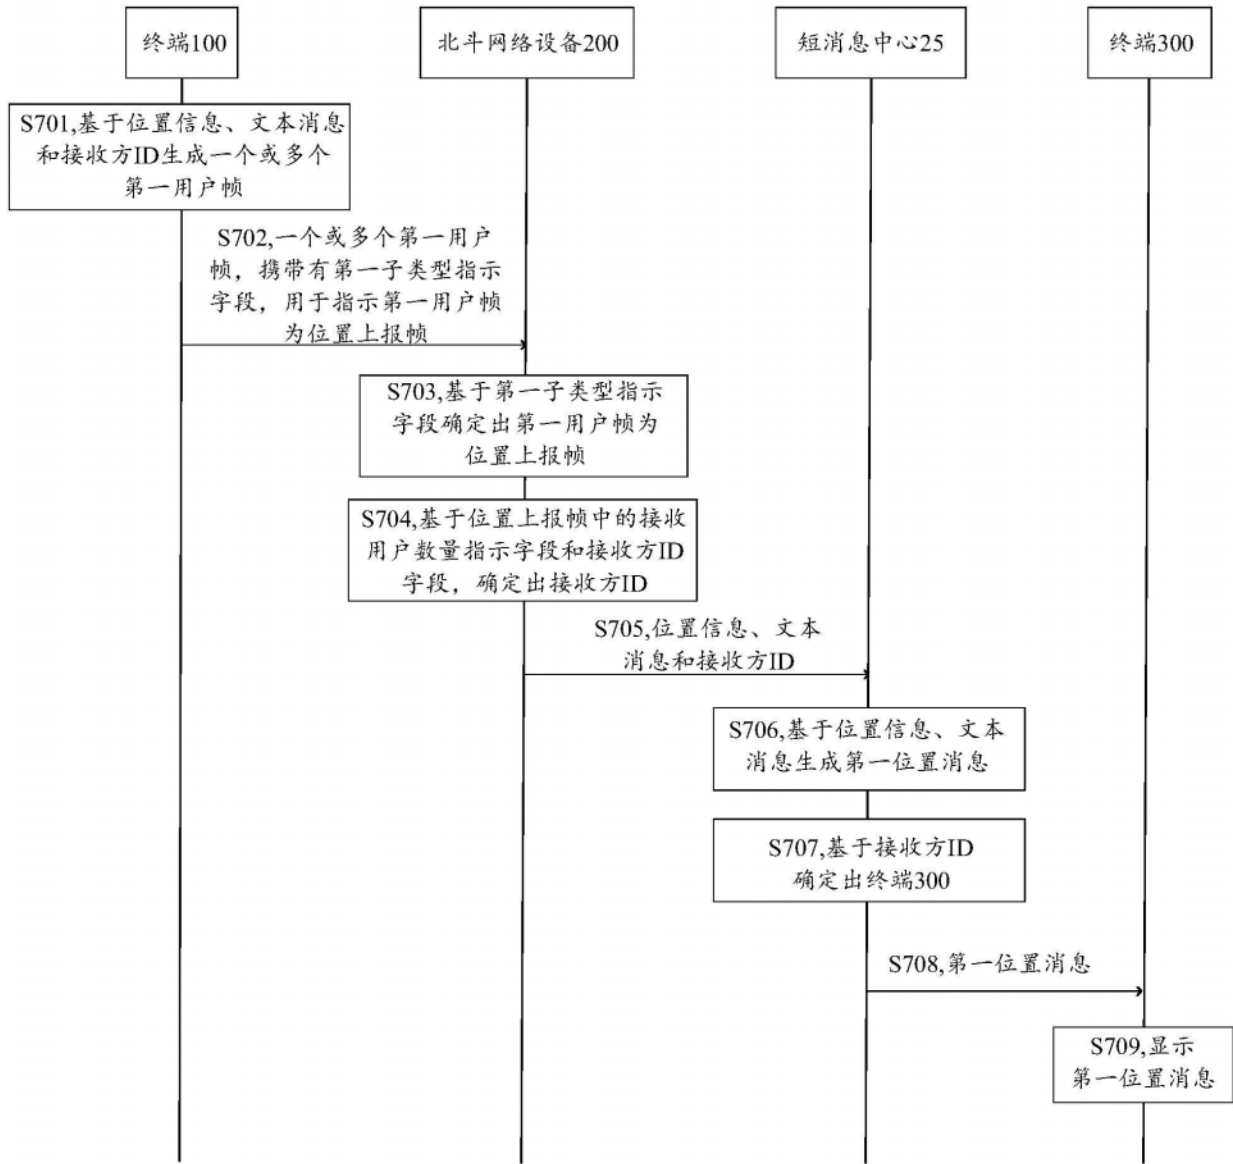 终端100
北斗网络设备200
短消息中心25
终端300
S701,基于位置信息、文本消息
和接收方ID生成一个或多个
第一用户帧
S702,一个或多个第一用户
帧，携带有第一子类型指示
字段，用于指示第一用户帧
为位置上报帧
S703,基于第一子类型指示
字段确定出第一用户帧为
位置上报帧
S704,基于位置上报帧中的接收
用户数量指示字段和接收方ID
字段，确定出接收方ID
S705,位置信息、文本
消息和接收方ID
S706,基于位置信息、文本
消息生成第一位置消息
S707,基于接收方ID
确定出终端300
S708,第一位置消息
S709,显示
第一位置消息